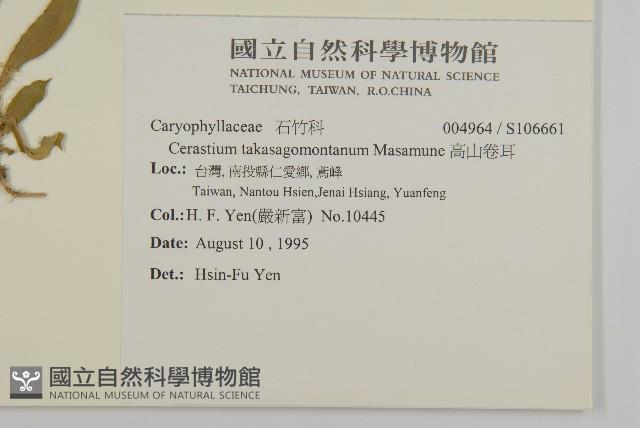 國立自然科學博物館
NATIONAL MUSEUM OF NATURAL SCIENCE
TAICHUNG, TAIWAN, R.O.CHINA
Caryophyllaceae 石竹科 004964 / S106661
Cerastium takasagomontanum Masamune 高山卷耳
Loc.: 台灣, 南投縣仁愛鄉, 鳶峰
Taiwan, Nantou Hsien,Jenai Hsiang, Yuanfeng
Col.: H. F. Yen(嚴新富) No.10445
Date: August 10 , 1995
Det.: Hsin-Fu Yen
國立自然科學博物館
NATIONAL MUSEUM OF NATURAL SCIENCE